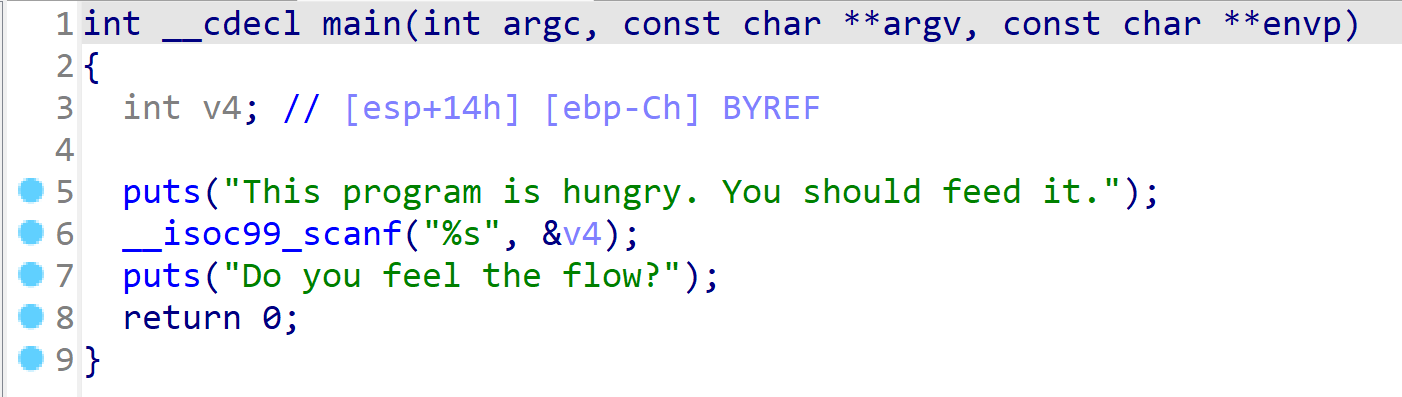 1 int __cdecl main(int argc, const char **argv, const char **envp)
2 {
3   int v4; // [esp+14h] [ebp-Ch] BYREF
4
5   puts("This program is hungry. You should feed it.");
6   __isoc99_scanf("%s", &v4);
7   puts("Do you feel the flow?");
8   return 0;
9 }